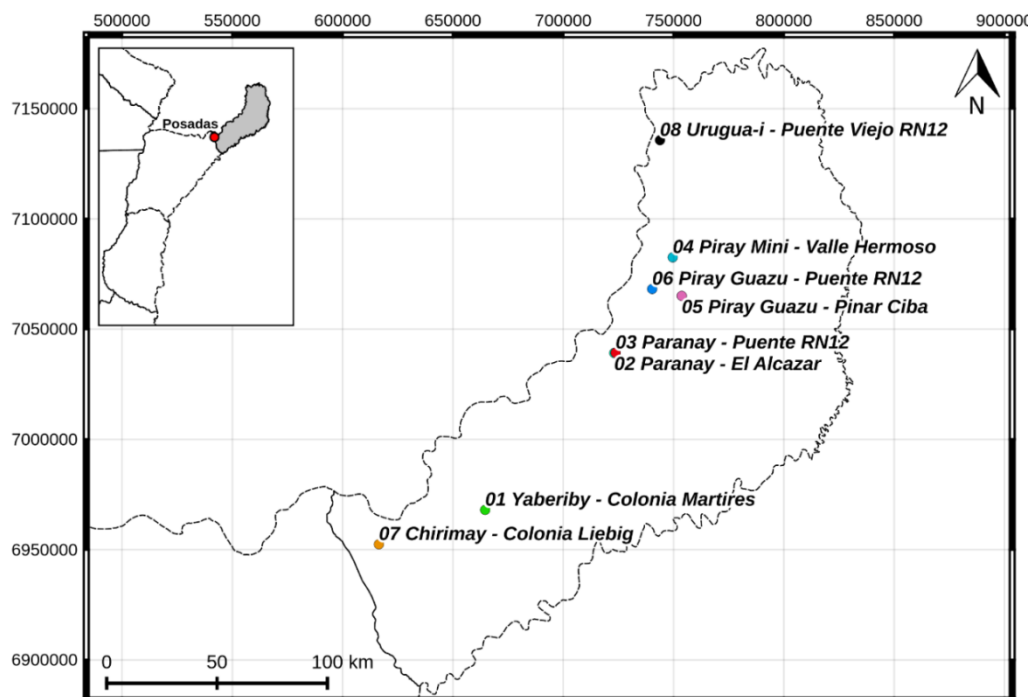 500000 550000 600000 650000 700000 750000 800000 850000 900000
Posadas
N
7150000
08 Urugua-i - Puente Viejo RN12
7100000
04 Piray Mini - Valle Hermoso
06 Piray Guazu - Puente RN12
05 Piray Guazu - Pinar Ciba
7050000
03 Paranay - Puente RN12
02 Paranay - El Alcazar
7000000
01 Yaberiby - Colonia Martires
07 Chirimay - Colonia Liebig
6950000
6900000
0 50 100 km